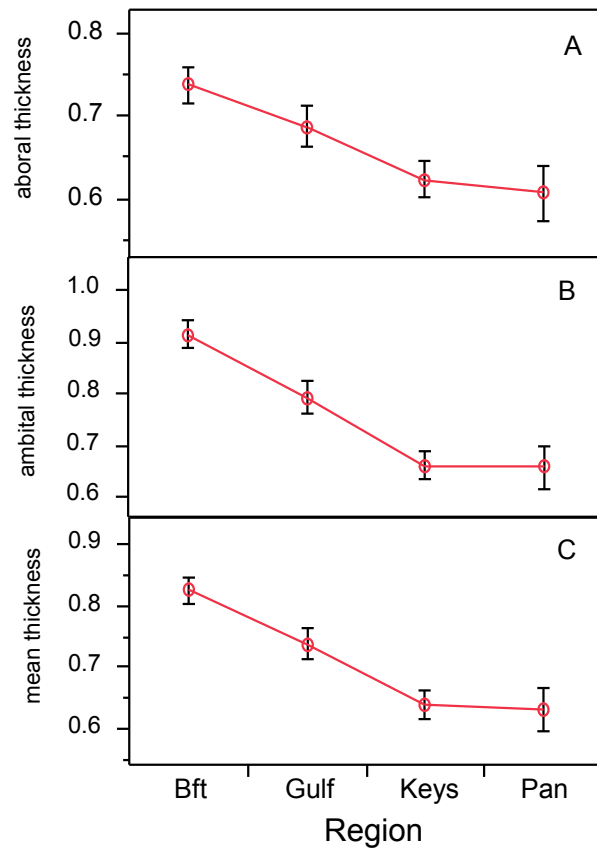 aboral thickness
0.8
0.7
0.6
A
ambital thickness
1.0
0.9
0.8
0.7
0.6
B
mean thickness
0.9
0.8
0.7
0.6
C
Bft Gulf Keys Pan
Region